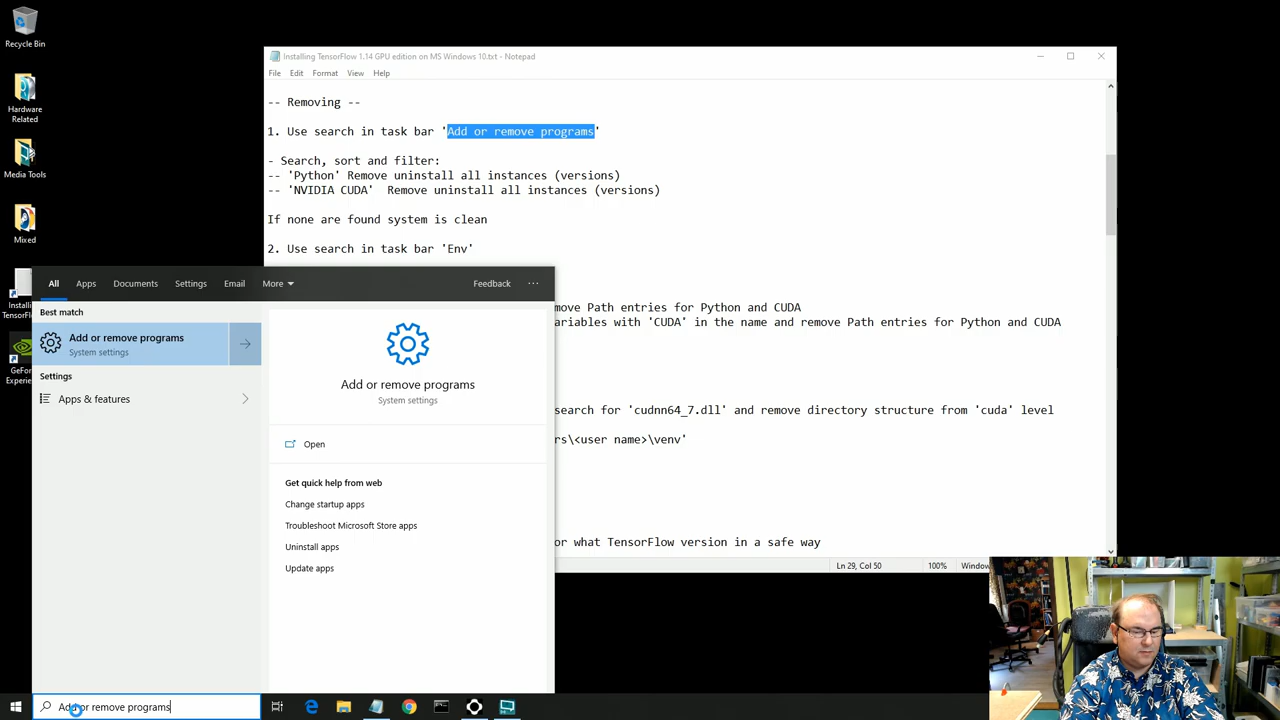 Recycle Bin
Hardware
Related
Media Tools
Mixed
Installing TensorFlow 1.14 GPU edition on MS Windows 10.txt - Notepad
File Edit Format View Help
-- Removing --
1. Use search in task bar 'Add or remove programs'
- Search, sort and filter:
-- 'Python' Remove uninstall all instances (versions)
-- 'NVIDIA CUDA'  Remove uninstall all instances (versions)
If none are found system is clean
2. Use search in task bar 'Env'
move Path entries for Python and CUDA
ariables with 'CUDA' in the name and remove Path entries for Python and CUDA
search for 'cudnn64_7.dll' and remove directory structure from 'cuda' level
rs\<user name>\venv'
or what TensorFlow version in a safe way
Ln 29, Col 50 100% Window
All Apps Documents Settings Email More Feedback ...
Best match
Add or remove programs
System settings
Settings
Apps & features
Add or remove programs
System settings
Open
Get quick help from web
Change startup apps
Troubleshoot Microsoft Store apps
Uninstall apps
Update apps
Add or remove programs